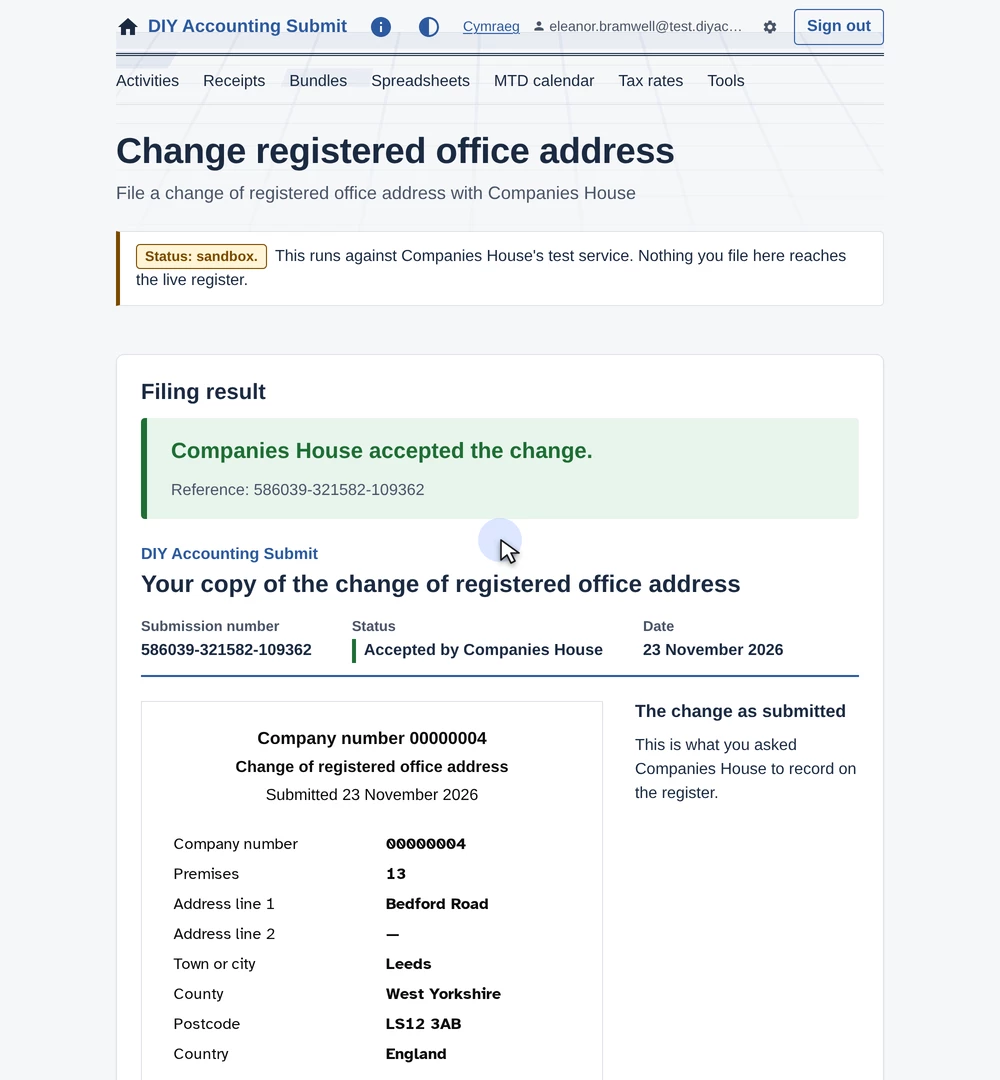 DIY Accounting Submit
Cymraeg
eleanor.bramwell@test.diyac...
Sign out
Activities Receipts Bundles Spreadsheets MTD calendar Tax rates Tools
Change registered office address
File a change of registered office address with Companies House
Status: sandbox. This runs against Companies House's test service. Nothing you file here reaches
the live register.
Filing result
Companies House accepted the change.
Reference: 586039-321582-109362
DIY Accounting Submit
Your copy of the change of registered office address
Submission number Status Date
586039-321582-109362 Accepted by Companies House 23 November 2026
Company number 00000004
Change of registered office address
Submitted 23 November 2026
Company number 00000004
Premises 13
Address line 1 Bedford Road
Address line 2 —
Town or city Leeds
County West Yorkshire
Postcode LS12 3AB
Country England
The change as submitted
This is what you asked
Companies House to record on
the register.